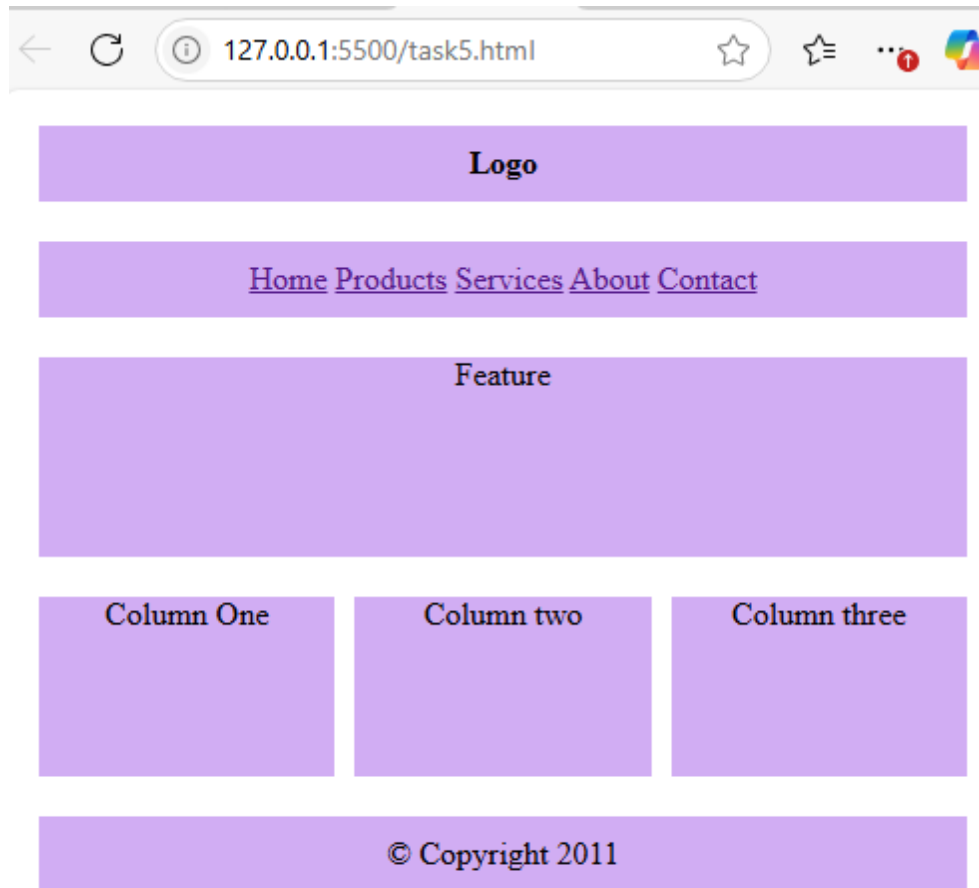 127.0.0.1:5500/task5.html
Logo
Home Products Services About Contact
Feature
Column One Column two Column three
© Copyright 2011